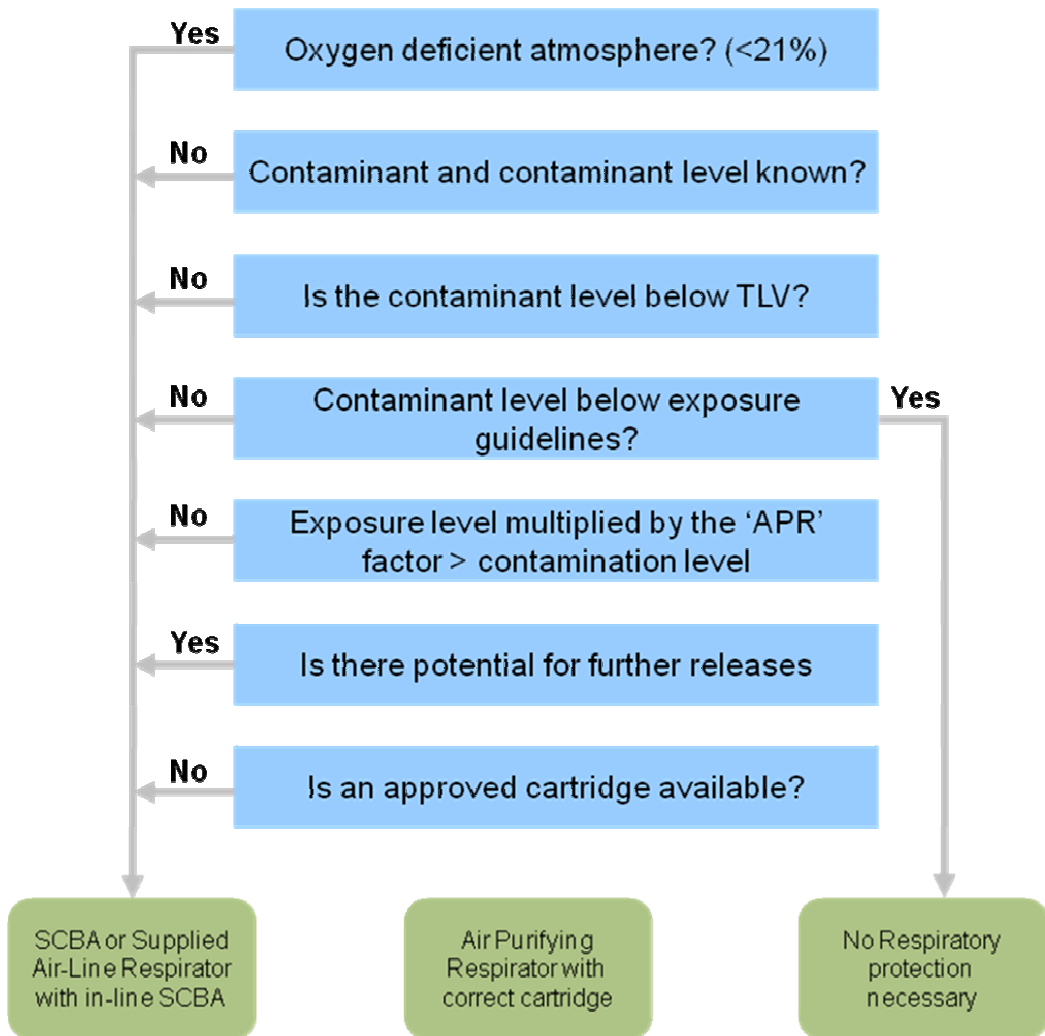 Yes
Oxygen deficient atmosphere? (<21%)
No
Contaminant and contaminant level known?
No
Is the contaminant level below TLV?
No
Contaminant level below exposure
guidelines?
Yes
No
Exposure level multiplied by the ‘APR’
factor > contamination level
Yes
Is there potential for further releases
No
Is an approved cartridge available?
SCBA or Supplied
Air-Line Respirator
with in-line SCBA
Air Purifying
Respirator with
correct cartridge
No Respiratory
protection
necessary